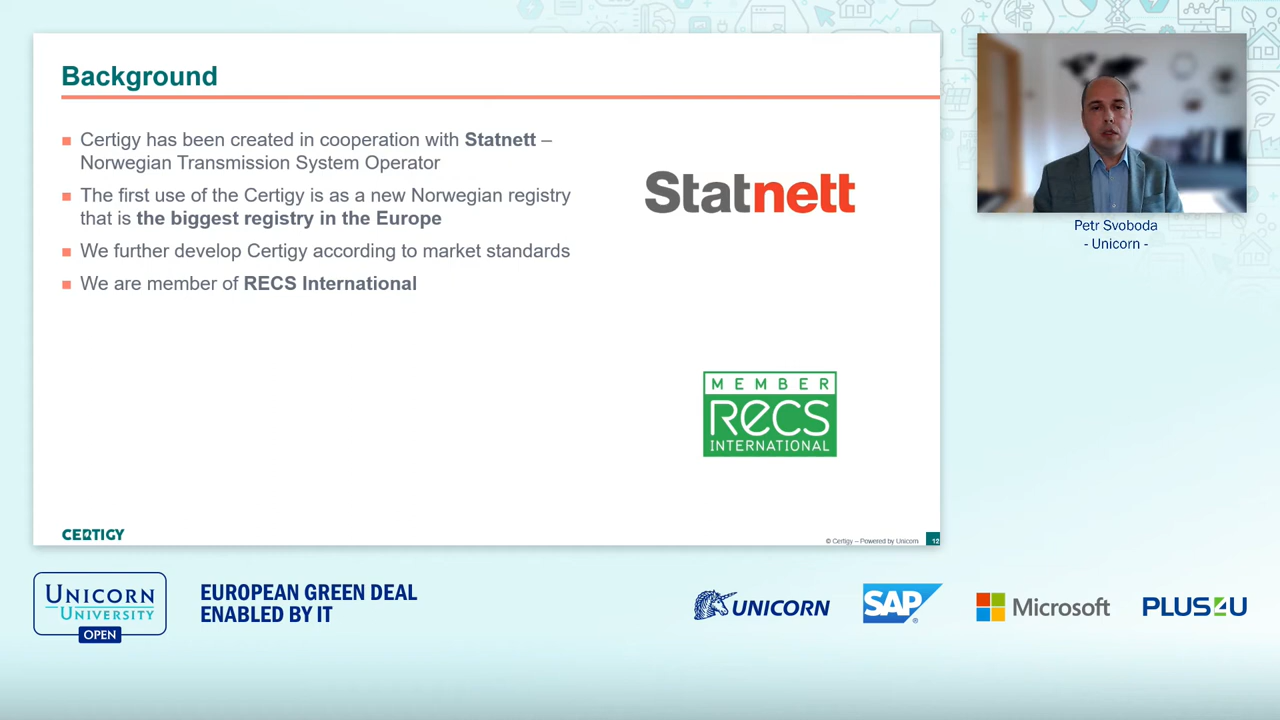 Background
Certigy has been created in cooperation with Statnett –
Norwegian Transmission System Operator
The first use of the Certigy is as a new Norwegian registry
that is the biggest registry in the Europe
We further develop Certigy according to market standards
We are member of RECS International
Statnett
MEMBER
RECS
INTERNATIONAL
CERTIGY
© Certigy – Powered by Unicorn
12
Petr Svoboda
- Unicorn -
UNICORN
UNIVERSITY
OPEN
EUROPEAN GREEN DEAL
ENABLED BY IT
UNICORN
SAP
®
Microsoft
PLUS4U